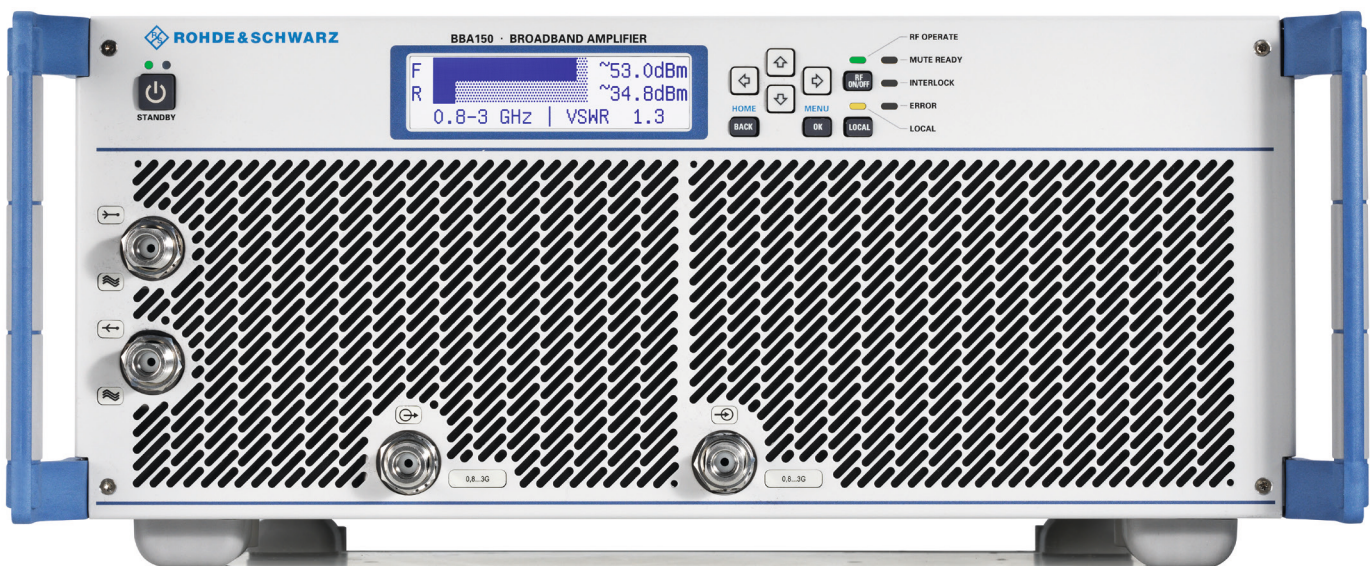 ROHDE&SCHWARZ
STANDBY
BBA150 · BROADBAND AMPLIFIER
F ~53.0dBm
R ~34.8dBm
0.8-3 GHz | VSWR 1.3
HOME
BACK
MENU
OK
RF
ON/OFF
LOCAL
RF OPERATE
MUTE READY
INTERLOCK
ERROR
LOCAL
0,8...3G
0,8...3G